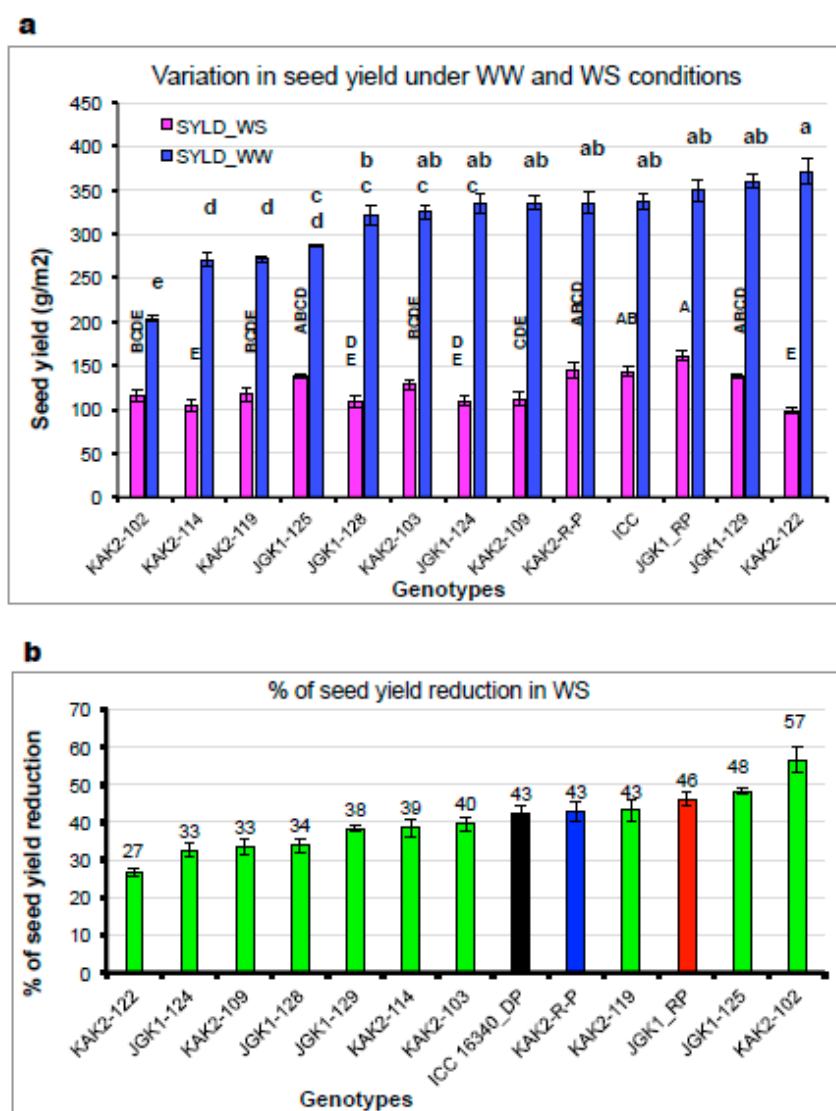 a
Variation in seed yield under WW and WS conditions
Seed yield (g/m2)
450
400
350
300
250
200
150
100
50
0
SYLD_WS
SYLD_WW
e
d
d
c
d
b
c
ab
c
ab
c
ab
ab
ab
ab
ab
a
BCDE
E
BCDE
ABCD
D
E
BCDE
D
E
CDE
ABCD
AB
A
ABCD
E
KAK2-102
KAK2-114
KAK2-119
JGK1-125
JGK1-128
KAK2-103
JGK1-124
KAK2-109
KAK2-R-P
ICC
JGK1_RP
JGK1-129
KAK2-122
Genotypes
b
% of seed yield reduction in WS
% of seed yield reduction
70
60
50
40
30
20
10
0
27
33
33
34
38
39
40
43
43
43
46
48
57
KAK2-122
JGK1-124
KAK2-109
JGK1-128
JGK1-129
KAK2-114
KAK2-103
ICC 16340_DP
KAK2-R-P
KAK2-119
JGK1_RP
JGK1-125
KAK2-102
Genotypes